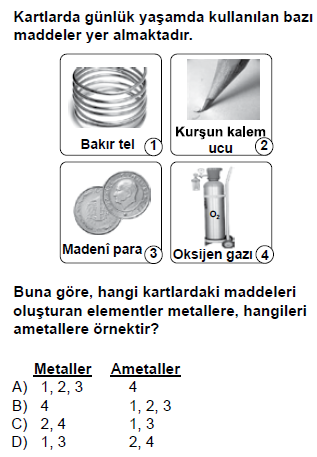 Kartlarda günlük yaşamda kullanılan bazı
maddeler yer almaktadır.
Bakır tel 1
Kurşun kalem
ucu 2
Madenî para 3
O2
Oksijen gazı 4
Buna göre, hangi kartlardaki maddeleri
oluşturan elementler metallere, hangileri
ametallere örnektir?
Metaller Ametaller
A) 1, 2, 3 4
B) 4 1, 2, 3
C) 2, 4 1, 3
D) 1, 3 2, 4